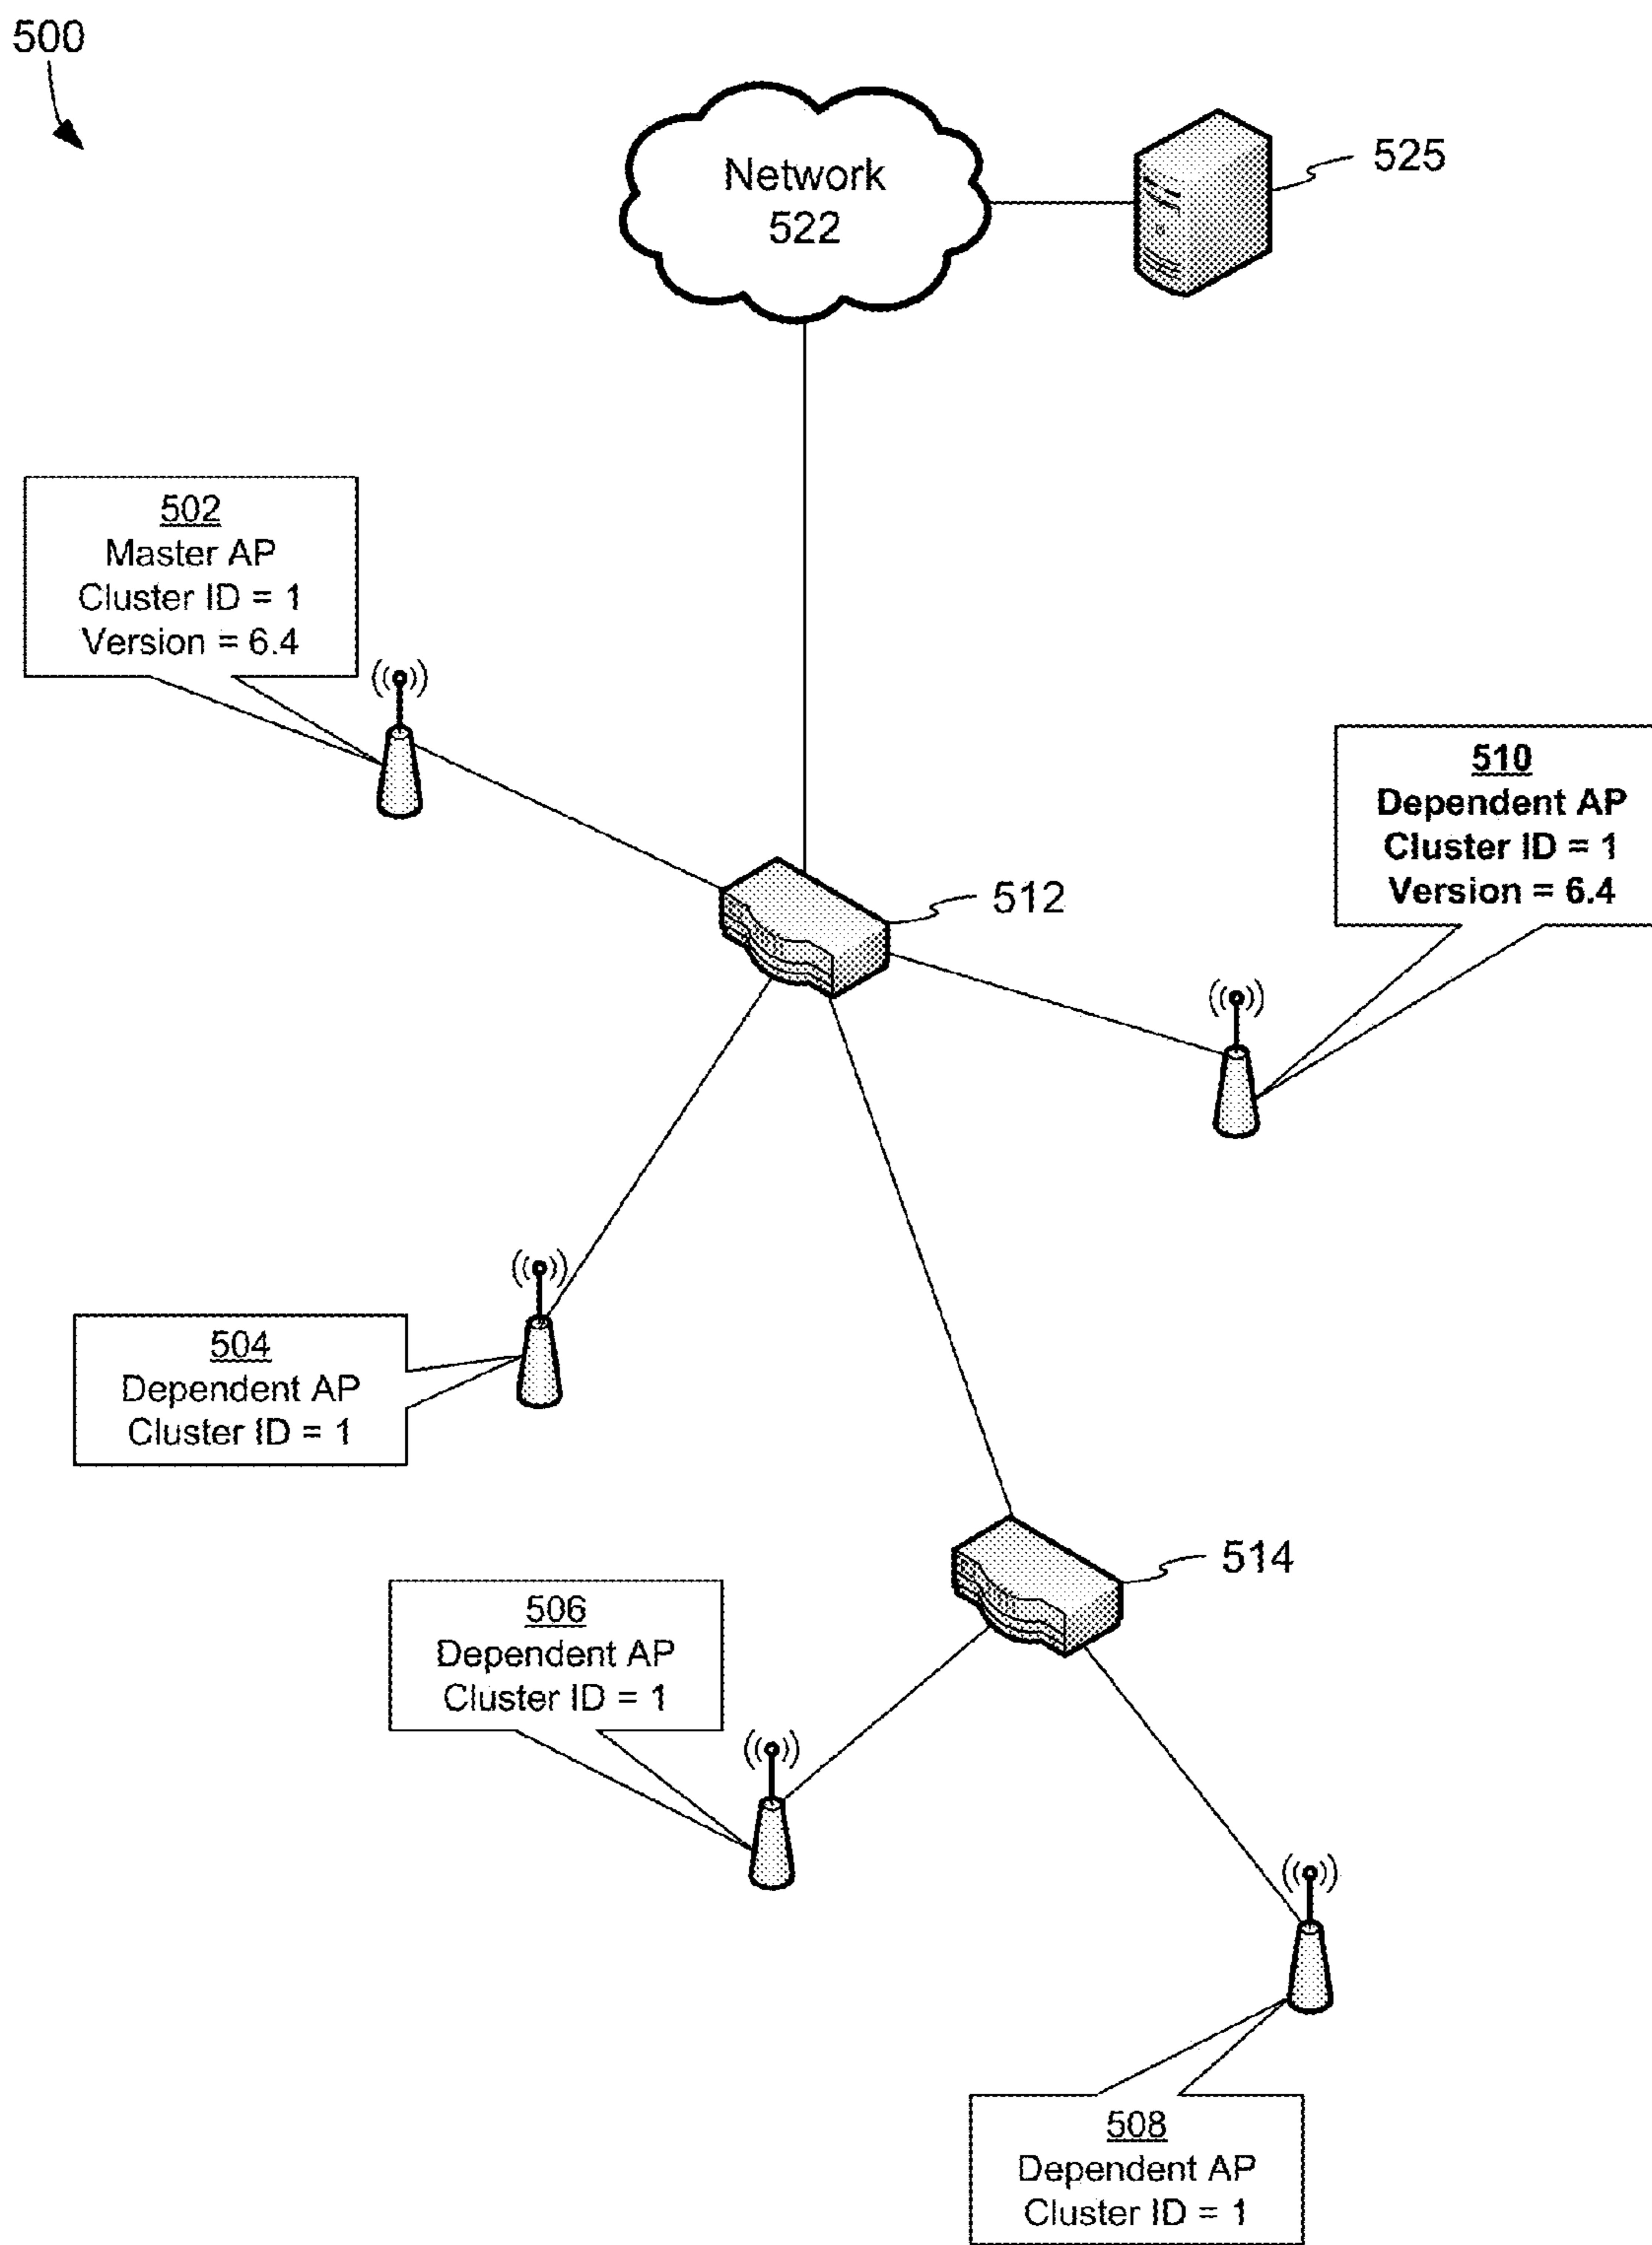 500
Network
522
525
502
Master AP
Cluster ID = 1
Version = 6.4
510
Dependent AP
Cluster ID = 1
Version = 6.4
512
504
Dependent AP
Cluster ID = 1
514
506
Dependent AP
Cluster ID = 1
508
Dependent AP
Cluster ID = 1